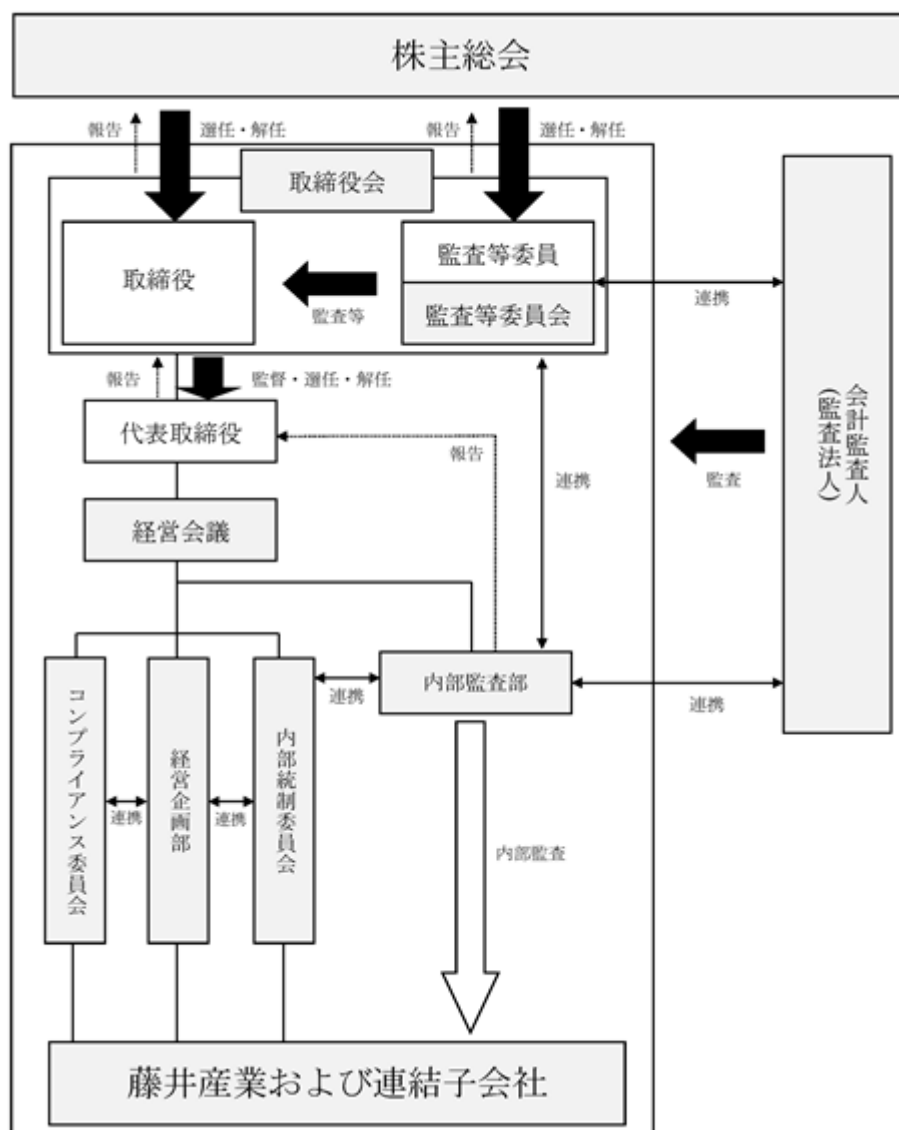 株主総会
報告
選任・解任
報告
選任・解任
取締役会
取締役
監査等委員
監査等委員会
監査等
連携
報告
監督・選任・解任
代表取締役
報告
連携
監査
会計監査人
(監査法人)
経営会議
コンプライアンス委員会
連携
経営企画部
連携
内部統制委員会
連携
内部監査部
連携
内部監査
藤井産業および連結子会社